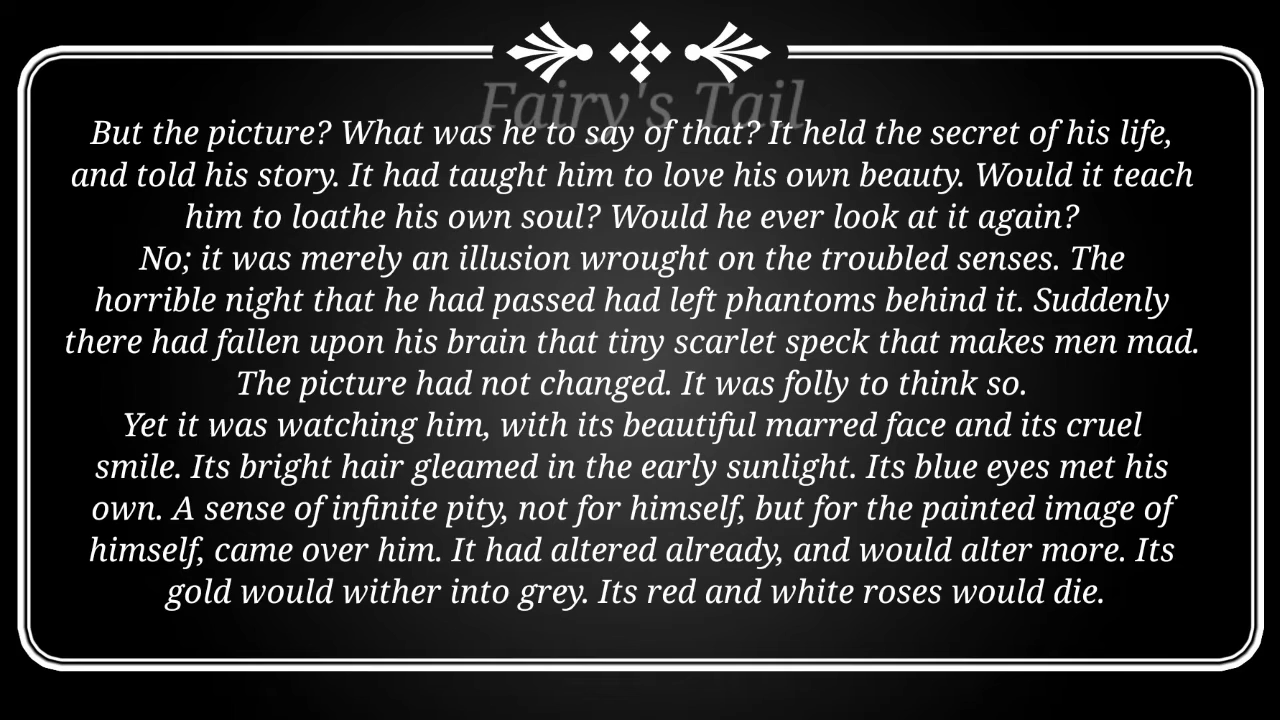 Fairy's Tail
But the picture? What was he to say of that? It held the secret of his life,
and told his story. It had taught him to love his own beauty. Would it teach
him to loathe his own soul? Would he ever look at it again?
No; it was merely an illusion wrought on the troubled senses. The
horrible night that he had passed had left phantoms behind it. Suddenly
there had fallen upon his brain that tiny scarlet speck that makes men mad.
The picture had not changed. It was folly to think so.
Yet it was watching him, with its beautiful marred face and its cruel
smile. Its bright hair gleamed in the early sunlight. Its blue eyes met his
own. A sense of infinite pity, not for himself, but for the painted image of
himself, came over him. It had altered already, and would alter more. Its
gold would wither into grey. Its red and white roses would die.